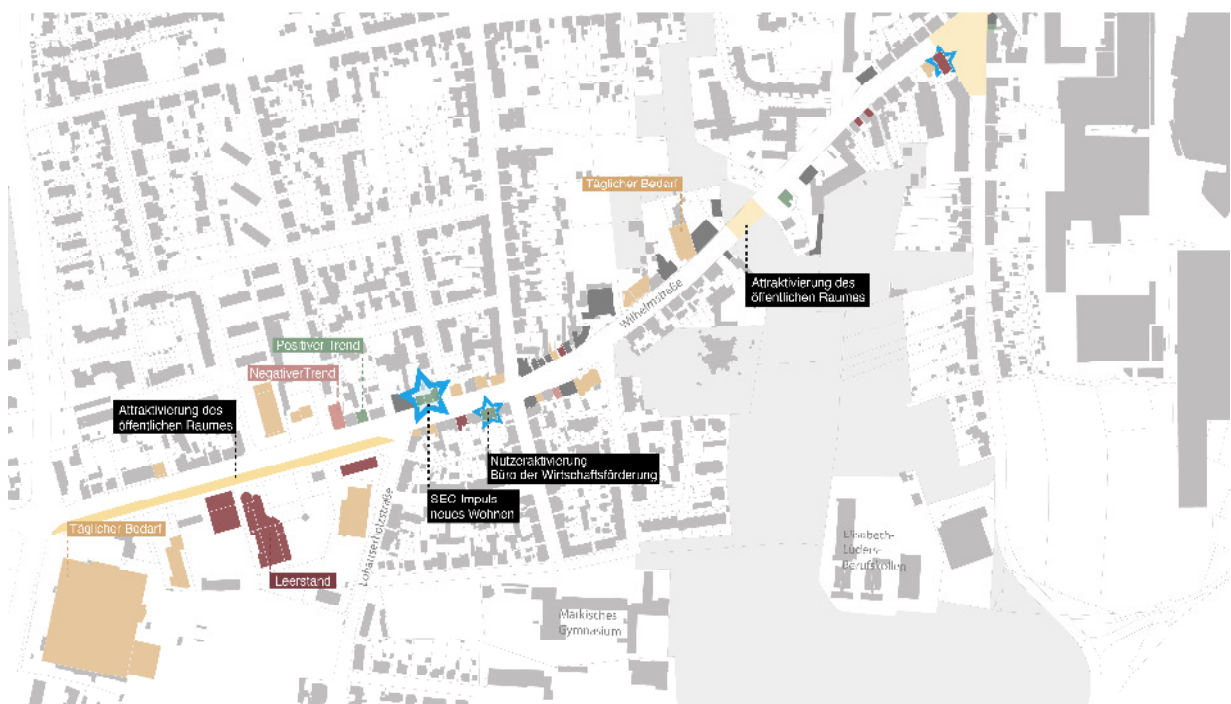 Täglicher Bedarf
Attraktivierung des
öffentlichen Raumes
Wilhelmstraße
Positiver Trend
NegativerTrend
Attraktivierung des
öffentlichen Raumes
Nutzeraktivierung
Büro der Wirtschaftsförderung
SEG Impuls
neues Wohnen
Täglicher Bedarf
Leerstand
Lohauserholzstraße
Elisabeth-
Lüders-
Berufskolleg
Märkisches
Gymnasium